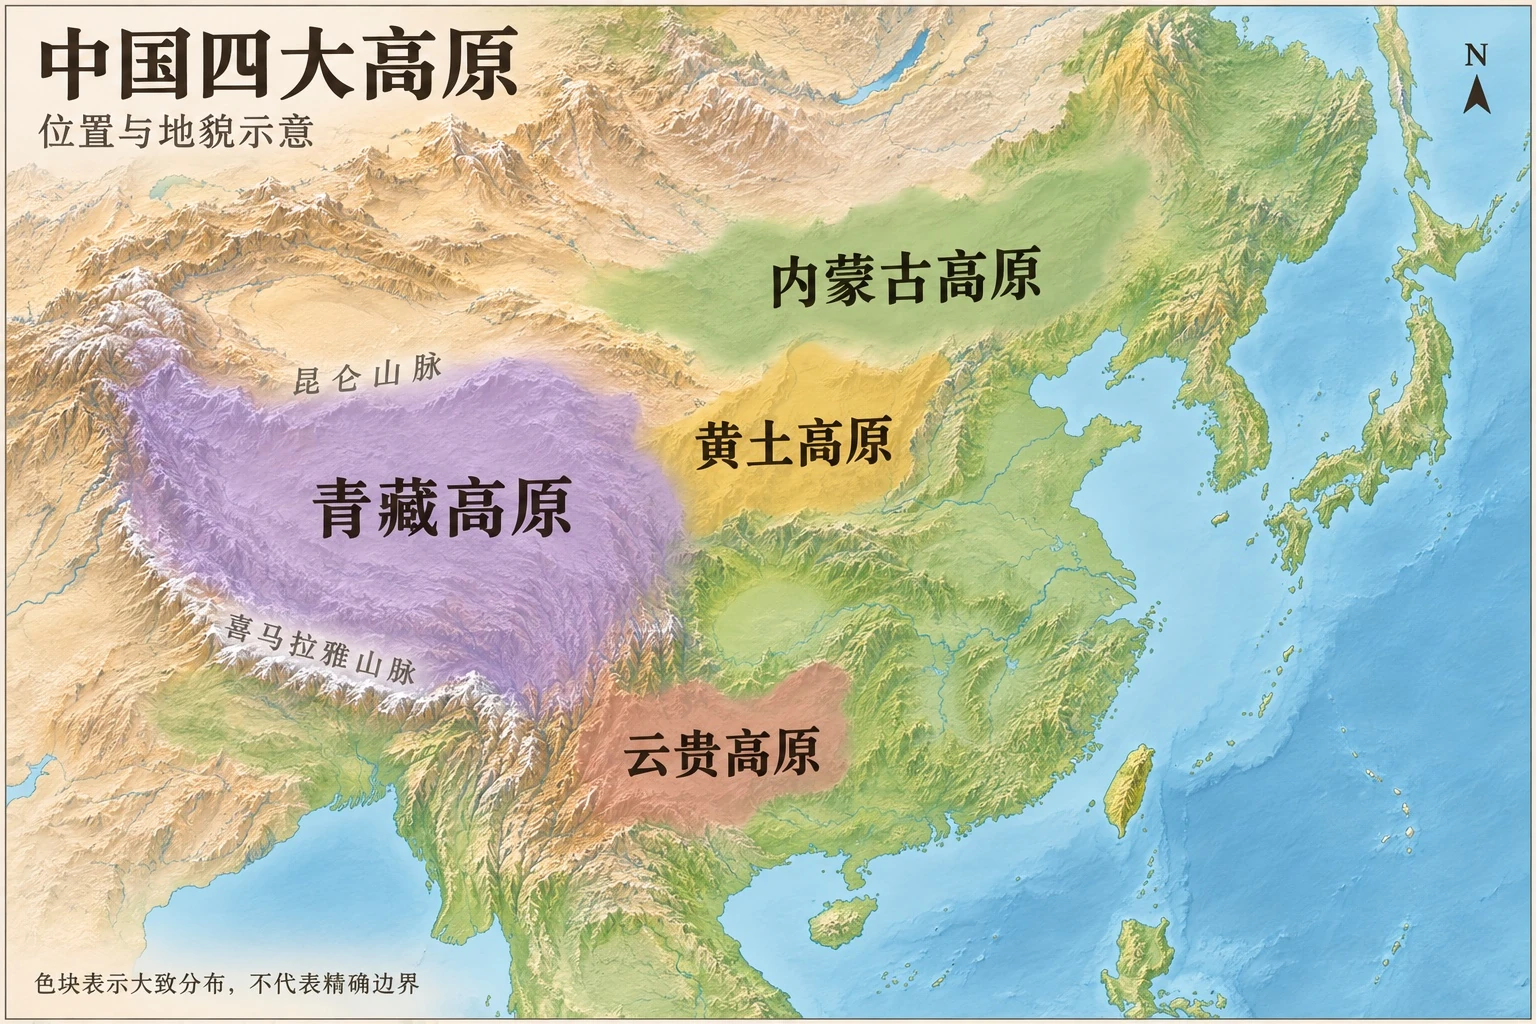 中国四大高原
位置与地貌示意
N
内蒙古高原
昆仑山脉
黄土高原
青藏高原
喜马拉雅山脉
云贵高原
色块表示大致分布，不代表精确边界